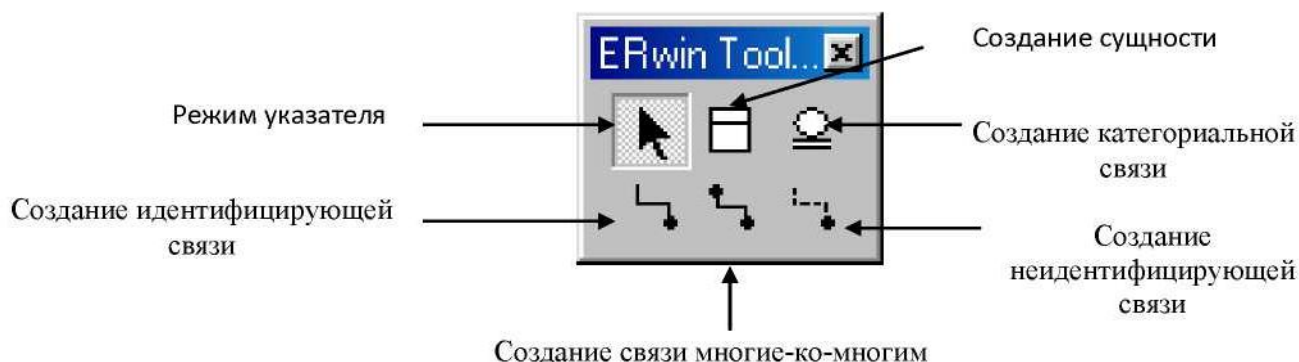 ERwin Tool...
Создание сущности
Режим указателя
Создание категориальной
связи
Создание идентифицирующей
связи
Создание
неидентифицирующей
связи
Создание связи многие-ко-многим